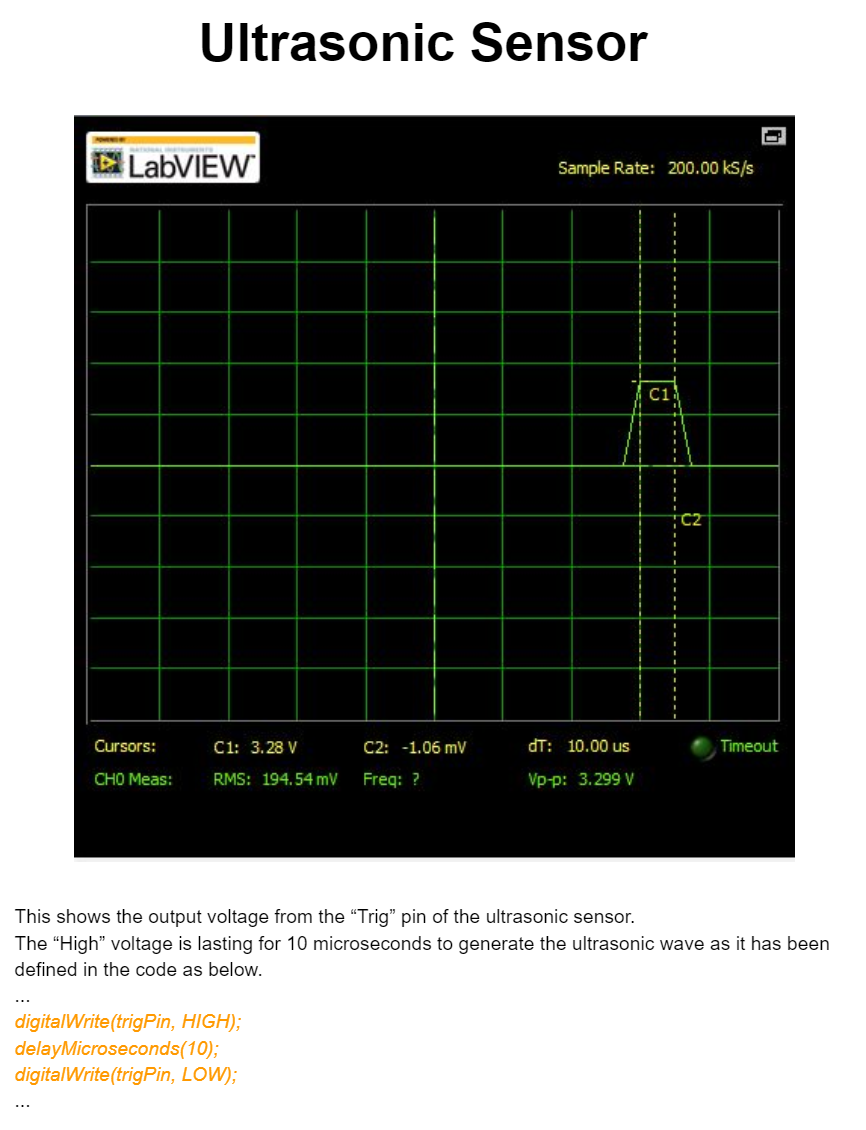 Ultrasonic Sensor
POWERED BY
NATIONAL INSTRUMENTS
LabVIEW™
Sample Rate: 200.00 kS/s
C1
C2
Cursors: C1: 3.28 V C2: -1.06 mV dT: 10.00 us Timeout
CH0 Meas: RMS: 194.54 mV Freq: ? Vp-p: 3.299 V
This shows the output voltage from the “Trig” pin of the ultrasonic sensor.
The “High” voltage is lasting for 10 microseconds to generate the ultrasonic wave as it has been
defined in the code as below.
...
digitalWrite(trigPin, HIGH);
delayMicroseconds(10);
digitalWrite(trigPin, LOW);
...